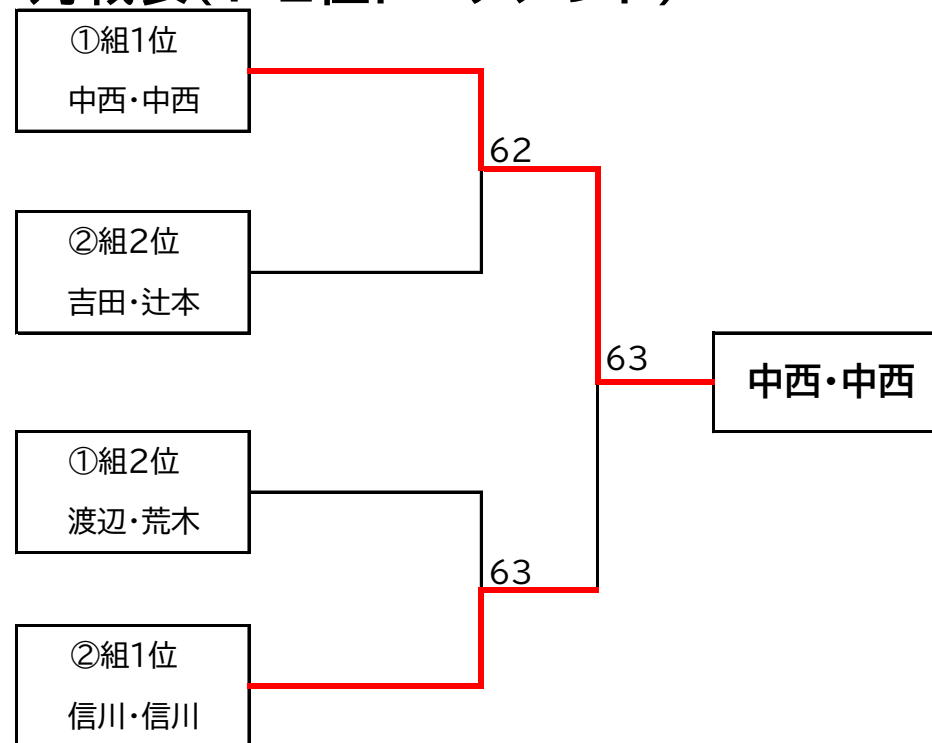 ①組1位
中西・中西
62
②組2位
吉田・辻本
63
中西・中西
①組2位
渡辺・荒木
63
②組1位
信川・信川